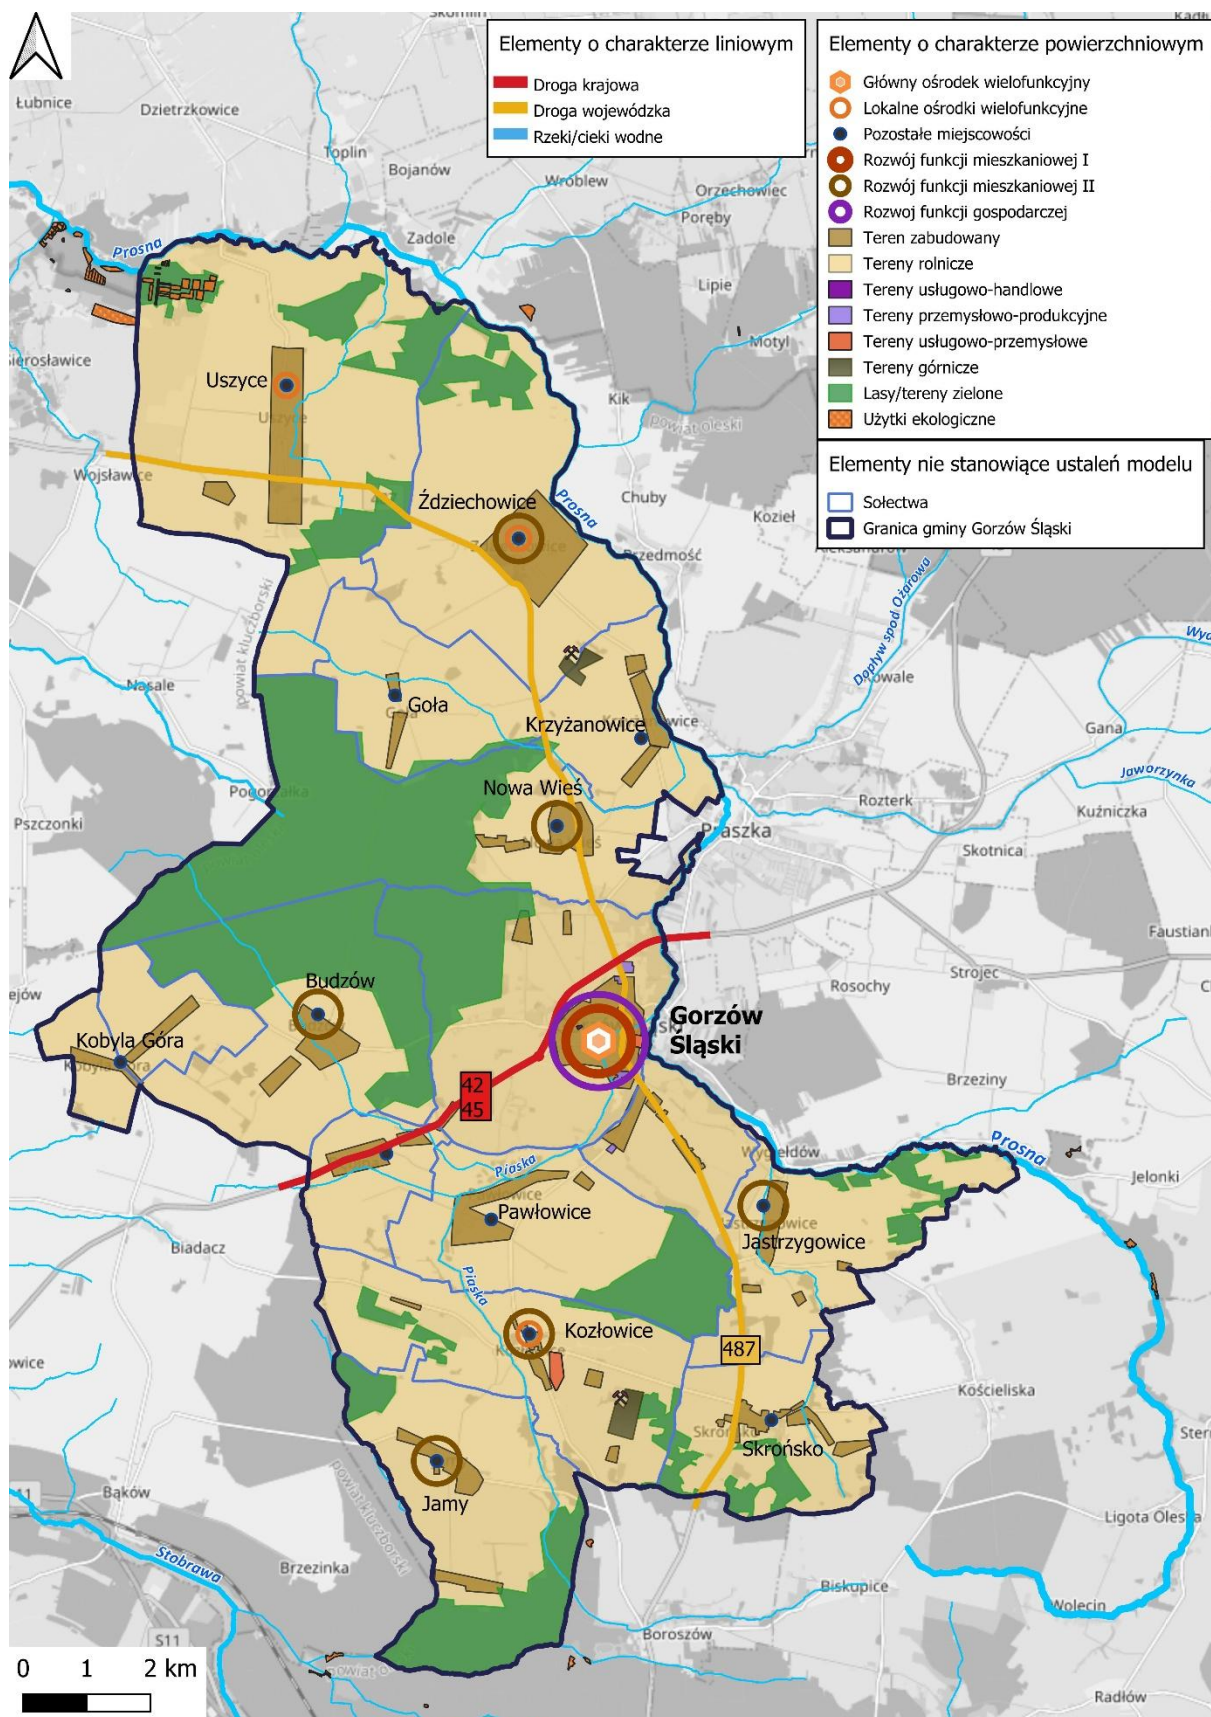 Elementy o charakterze liniowym
Droga krajowa
Droga wojewódzka
Rzeki/cieki wodne
Elementy o charakterze powierzchniowym
Główny ośrodek wielofunkcyjny
Lokalne ośrodki wielofunkcyjne
Pozostałe miejscowości
Rozwój funkcji mieszkaniowej I
Rozwój funkcji mieszkaniowej II
Rozwoj funkcji gospodarczej
Teren zabudowany
Tereny rolnicze
Tereny usługowo-handlowe
Tereny przemysłowo-produkcyjne
Tereny usługowo-przemysłowe
Tereny górnicze
Lasy/tereny zielone
Użytki ekologiczne
Elementy nie stanowiące ustaleń modelu
Sołectwa
Granica gminy Gorzów Śląski
Łubnice
Dzietrzkowice
Toplin
Bojanów
Wróblew
Orzechowiec
Poręby
Prosna
Zadole
Lipie
Motyl
Uszyce
Uszyce
Kik
powiat oleski
Wojsławice
Ździechowice
Prosna
Chuby
Kozieł
Przedmość
powiat kluczborski
Dopływ spod Ożarowa
Nasale
Goła
Krzyżanowice
Gana
Jaworzynka
Nowa Wieś
Rozterk
Kuźniczka
Pszczonki
Praszka
Skotnica
Budzów
Strojec
Rosochy
Kobyla Góra
Gorzów
Śląski
42
45
Brzeziny
Prosna
Piaska
Jelonki
Pawłowice
Jastrzygowice
Biadacz
Piaska
Kozłowice
487
Kościeliska
Skrońsko
Skrońsko
Jamy
Bąków
powiat kluczborski
Brzezinka
Stobrawa
Biskupice
Wolęcin
Boroszów
S11
0 1 2 km
Radłów